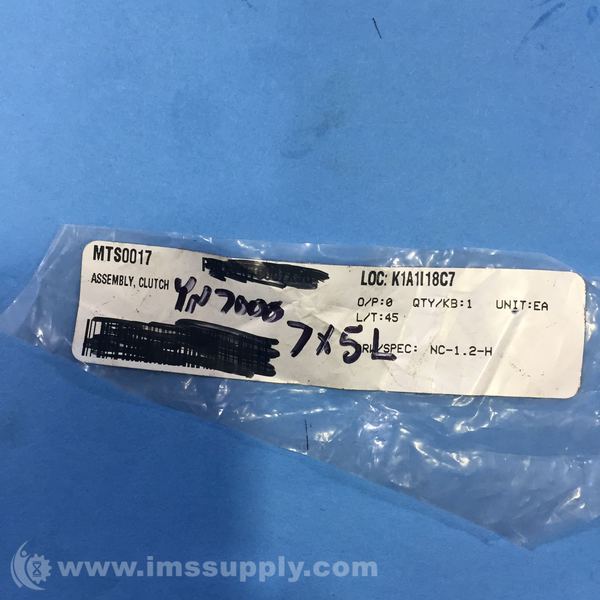 MTS0017
ASSEMBLY, CLUTCH
7X5L
LOC: K1A1I18C7
O/P:0 QTY/KB:1 UNIT:EA
L/T:45
/SPEC: NC-1.2-H
www.imssupply.com